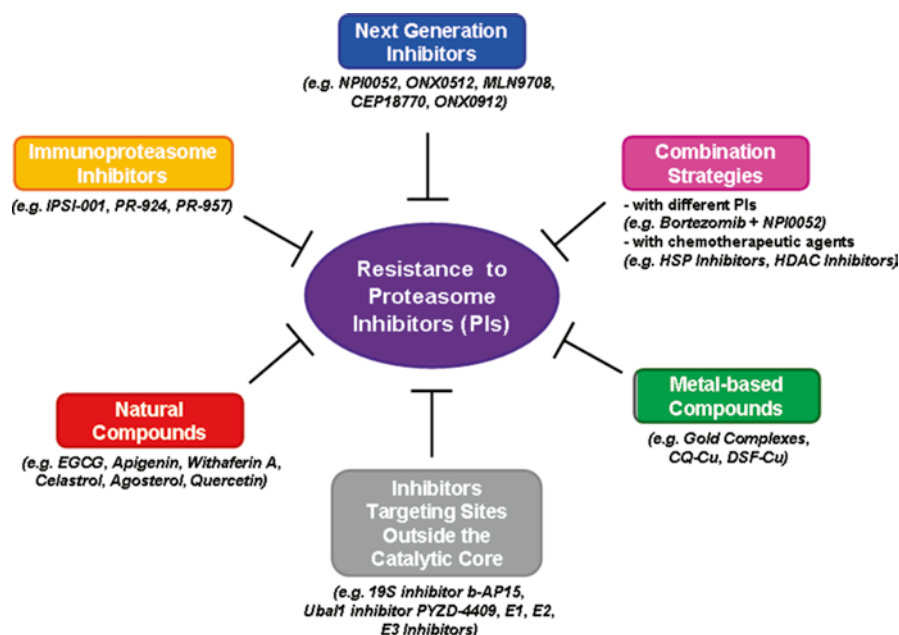 Next Generation
Inhibitors
(e.g. NPI0052, ONX0512, MLN9708,
CEP18770, ONX0912)
Immunoproteasome
Inhibitors
(e.g. IPSI-001, PR-924, PR-957)
Combination
Strategies
- with different PIs
(e.g. Bortezomib + NPI0052)
- with chemotherapeutic agents
(e.g. HSP Inhibitors, HDAC Inhibitors)
Resistance to
Proteasome
Inhibitors (PIs)
Natural
Compounds
(e.g. EGCG, Apigenin, Withaferin A,
Celastrol, Agosterol, Quercetin)
Metal-based
Compounds
(e.g. Gold Complexes,
CQ-Cu, DSF-Cu)
Inhibitors
Targeting Sites
Outside the
Catalytic Core
(e.g. 19S inhibitor b-AP15,
Ubal1 inhibitor PYZD-4409, E1, E2,
E3 Inhibitors)